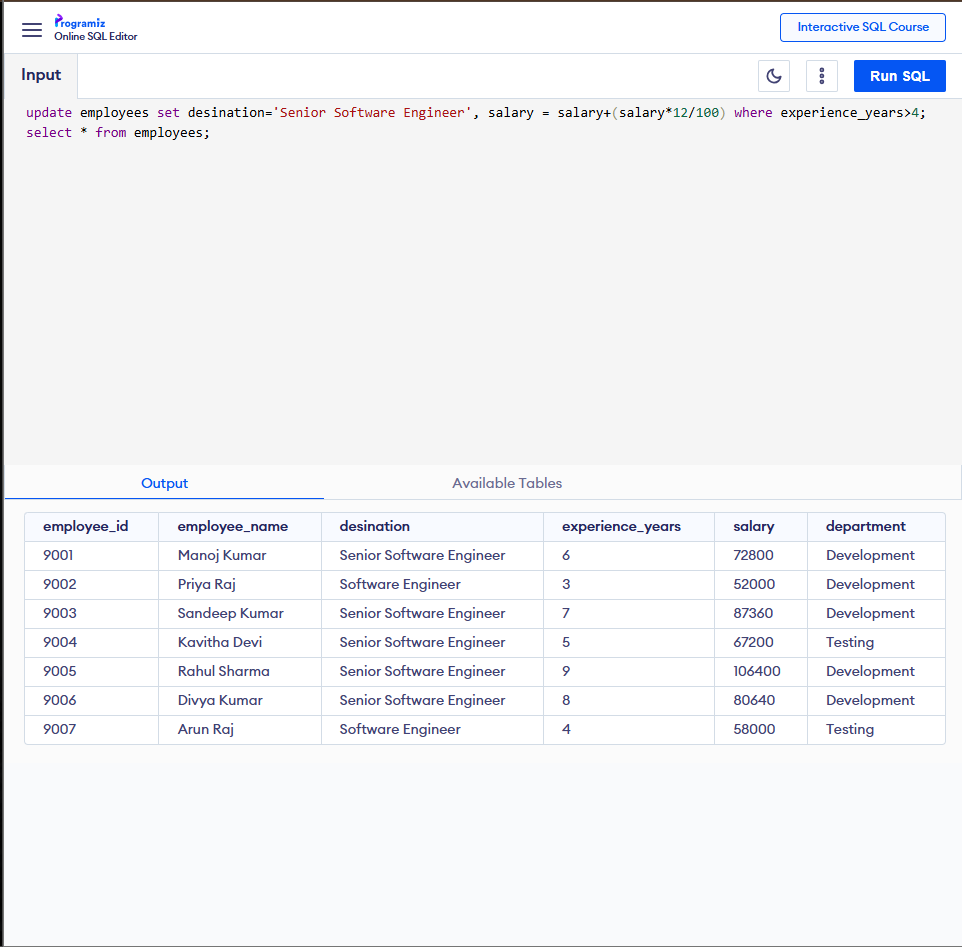 Programiz
Online SQL Editor
Interactive SQL Course
Input
Run SQL
update employees set desination='Senior Software Engineer', salary = salary+(salary*12/100) where experience_years>4;
select * from employees;
Output Available Tables
employee_id employee_name desination experience_years salary department
9001 Manoj Kumar Senior Software Engineer 6 72800 Development
9002 Priya Raj Software Engineer 3 52000 Development
9003 Sandeep Kumar Senior Software Engineer 7 87360 Development
9004 Kavitha Devi Senior Software Engineer 5 67200 Testing
9005 Rahul Sharma Senior Software Engineer 9 106400 Development
9006 Divya Kumar Senior Software Engineer 8 80640 Development
9007 Arun Raj Software Engineer 4 58000 Testing